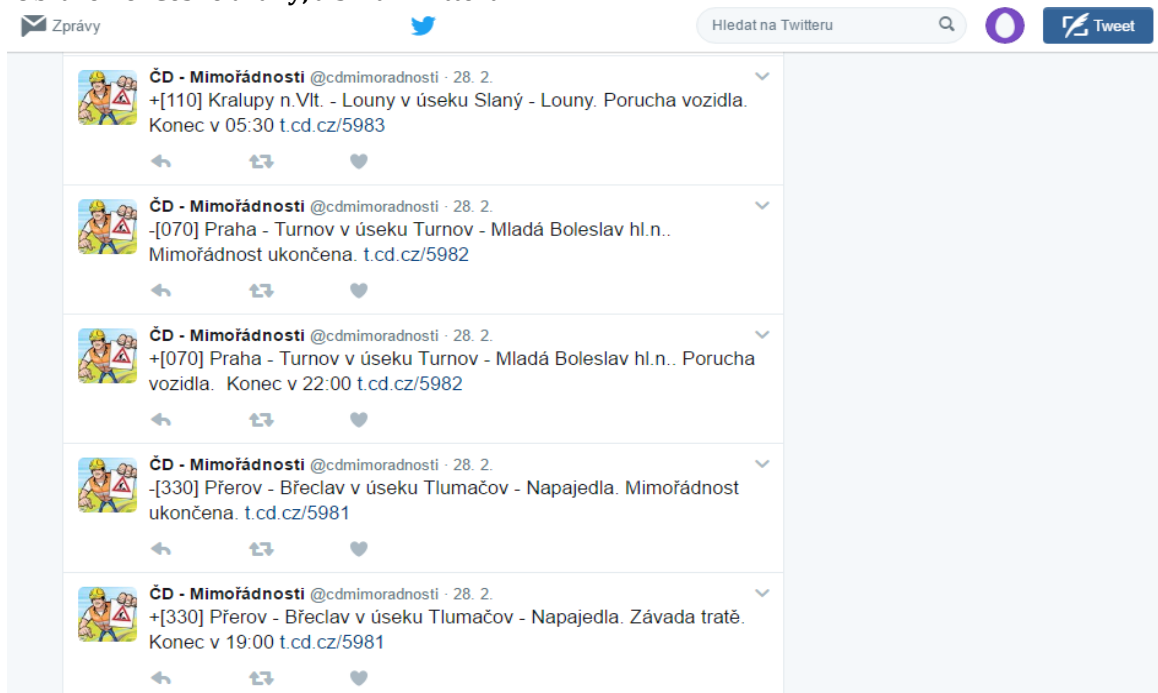 Zprávy
Hledat na Twitteru
Tweet
ČD - Mimořádnosti @cdmimoradnosti · 28. 2.
+[110] Kralupy n.Vlt. - Louny v úseku Slaný - Louny. Porucha vozidla.
Konec v 05:30 t.cd.cz/5983
ČD - Mimořádnosti @cdmimoradnosti · 28. 2.
-[070] Praha - Turnov v úseku Turnov - Mladá Boleslav hl.n..
Mimořádnost ukončena. t.cd.cz/5982
ČD - Mimořádnosti @cdmimoradnosti · 28. 2.
+[070] Praha - Turnov v úseku Turnov - Mladá Boleslav hl.n.. Porucha
vozidla.  Konec v 22:00 t.cd.cz/5982
ČD - Mimořádnosti @cdmimoradnosti · 28. 2.
-[330] Přerov - Břeclav v úseku Tlumačov - Napajedla. Mimořádnost
ukončena. t.cd.cz/5981
ČD - Mimořádnosti @cdmimoradnosti · 28. 2.
+[330] Přerov - Břeclav v úseku Tlumačov - Napajedla. Závada tratě.
Konec v 19:00 t.cd.cz/5981